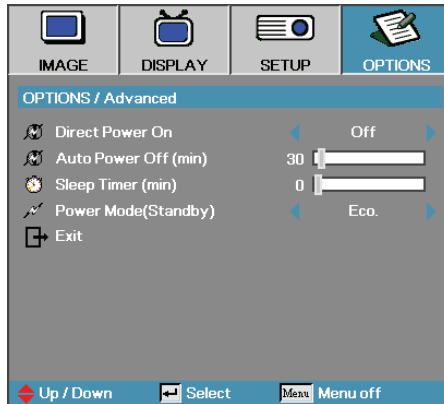 IMAGE DISPLAY SETUP OPTIONS
OPTIONS / Advanced
Direct Power On Off
Auto Power Off (min) 30
Sleep Timer (min) 0
Power Mode(Standby) Eco.
Exit
Up / Down Select Menu Menu off